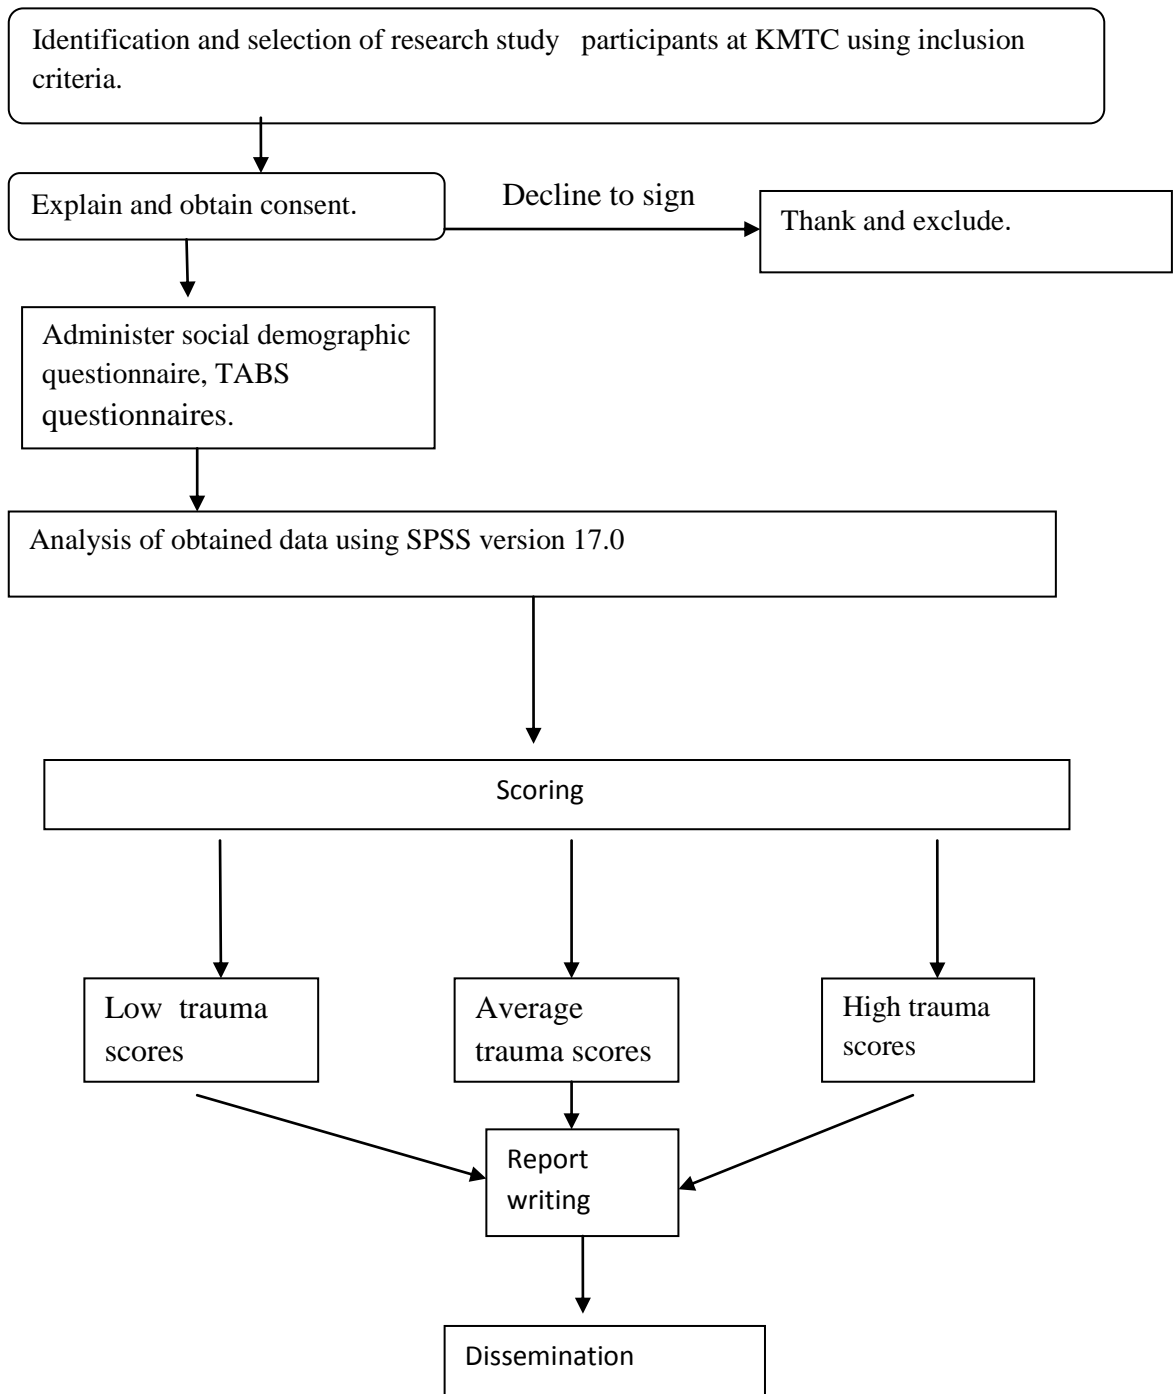 Identification and selection of research study participants at KMTC using inclusion
criteria.
Explain and obtain consent.
Decline to sign
Thank and exclude.
Administer social demographic
questionnaire, TABS
questionnaires.
Analysis of obtained data using SPSS version 17.0
Scoring
Low trauma
scores
Average
trauma scores
High trauma
scores
Report
writing
Dissemination